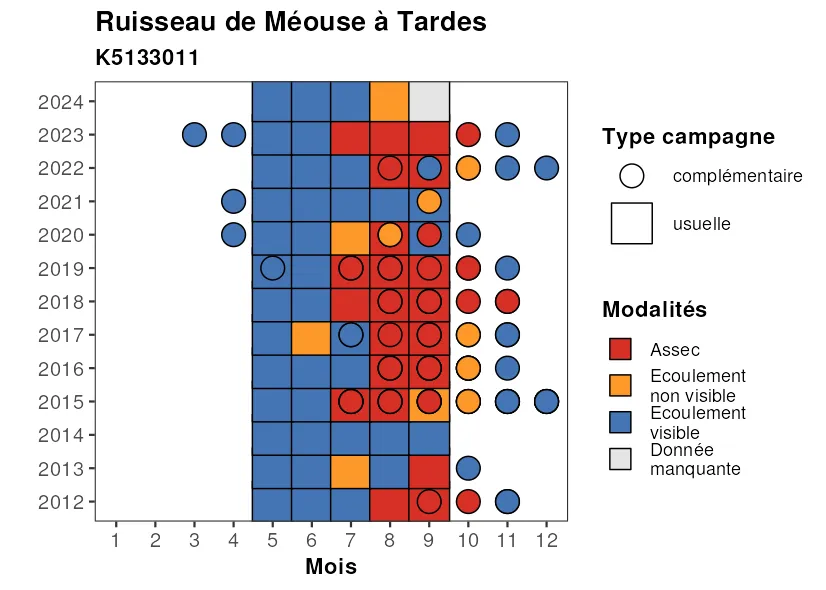 Ruisseau de Méouse à Tardes
K5133011
2024
2023
2022
2021
2020
2019
2018
2017
2016
2015
2014
2013
2012
1 2 3 4 5 6 7 8 9 10 11 12
Mois
Type campagne
complémentaire
usuelle
Modalités
Assec
Ecoulement
non visible
Ecoulement
visible
Donnée
manquante